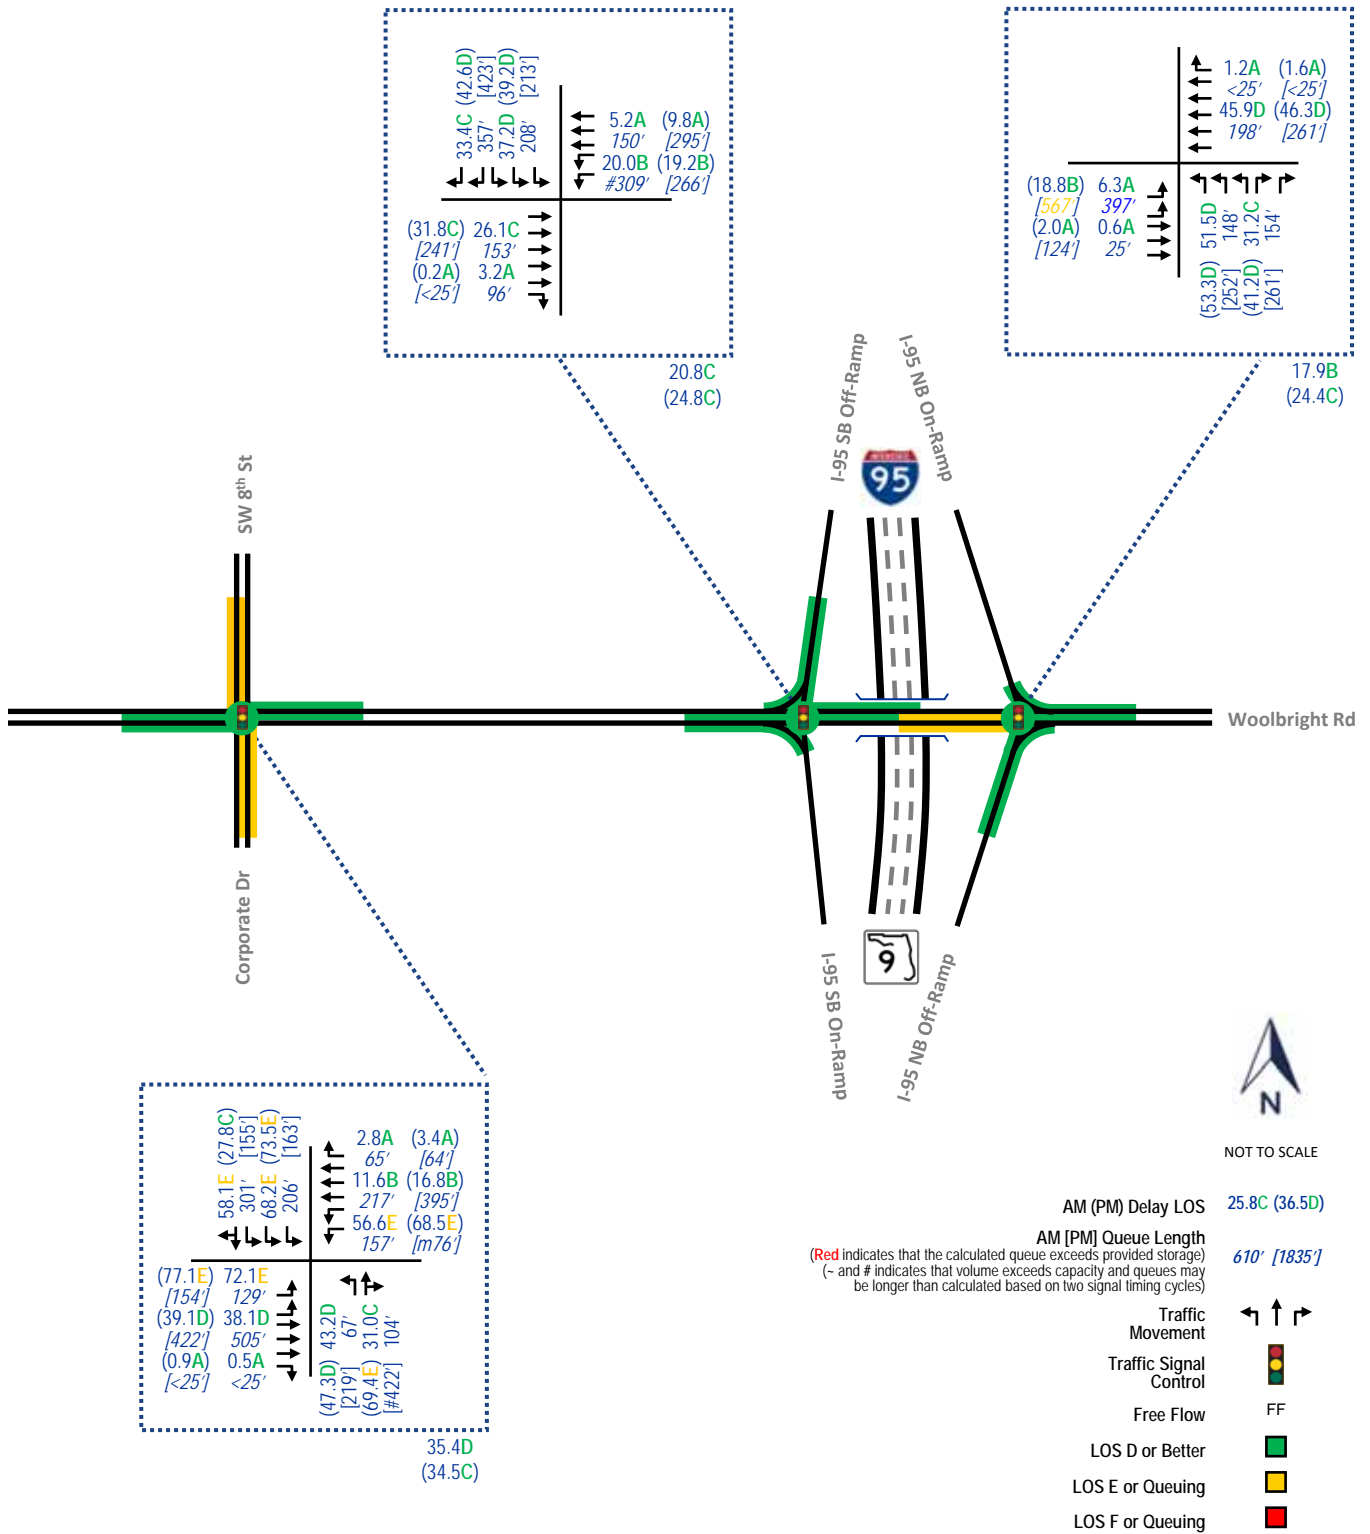 33.4C (42.6D)
357' [423']
37.2D (39.2D)
208' [213']
5.2A (9.8A)
150' [295']
20.0B (19.2B)
#309' [266']
(31.8C) 26.1C
[241'] 153'
(0.2A) 3.2A
[<25'] 96'
20.8C
(24.8C)
1.2A (1.6A)
<25' [<25']
45.9D (46.3D)
198' [261']
(18.8B) 6.3A
[567'] 397'
(2.0A) 0.6A
[124'] 25'
(53.3D) 51.5D
[252'] 148'
(41.2D) 31.2C
[261'] 154'
17.9B
(24.4C)
I-95 SB Off-Ramp
I-95 NB On-Ramp
INTERSTATE
95
SW 8th St
Woolbright Rd
Corporate Dr
9
I-95 SB On-Ramp
I-95 NB Off-Ramp
N
NOT TO SCALE
58.1E (27.8C)
301' [155']
68.2E (73.5E)
206' [163']
2.8A (3.4A)
65' [64']
11.6B (16.8B)
217' [395']
56.6E (68.5E)
157' [m76']
(77.1E) 72.1E
[154'] 129'
(39.1D) 38.1D
[422'] 505'
(0.9A) 0.5A
[<25'] <25'
(47.3D) 43.2D
[219'] 67'
(69.4E) 31.0C
[#422'] 104'
35.4D
(34.5C)
AM (PM) Delay LOS 25.8C (36.5D)
AM [PM] Queue Length
(Red indicates that the calculated queue exceeds provided storage)
(~ and # indicates that volume exceeds capacity and queues may
be longer than calculated based on two signal timing cycles)
610' [1835']
Traffic
Movement
Traffic Signal
Control
Free Flow FF
LOS D or Better
LOS E or Queuing
LOS F or Queuing